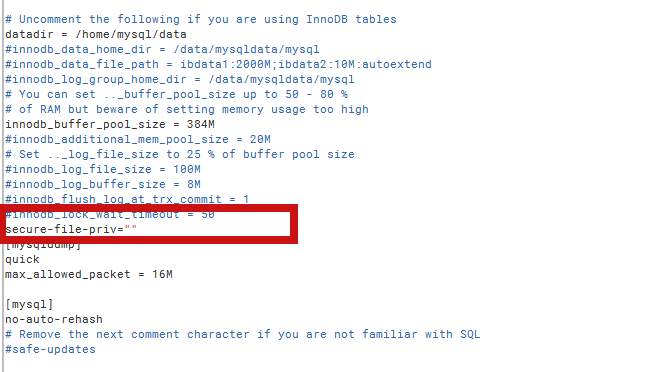 # Uncomment the following if you are using InnoDB tables
datadir = /home/mysql/data
#innodb_data_home_dir = /data/mysqldata/mysql
#innodb_data_file_path = ibdata1:2000M;ibdata2:10M:autoextend
#innodb_log_group_home_dir = /data/mysqldata/mysql
# You can set .._buffer_pool_size up to 50 - 80 %
# of RAM but beware of setting memory usage too high
innodb_buffer_pool_size = 384M
#innodb_additional_mem_pool_size = 20M
# Set .._log_file_size to 25 % of buffer pool size
#innodb_log_file_size = 100M
#innodb_log_buffer_size = 8M
#innodb_flush_log_at_trx_commit = 1
#innodb_lock_wait_timeout = 50
secure-file-priv=""
[mysqldump]
quick
max_allowed_packet = 16M
[mysql]
no-auto-rehash
# Remove the next comment character if you are not familiar with SQL
#safe-updates